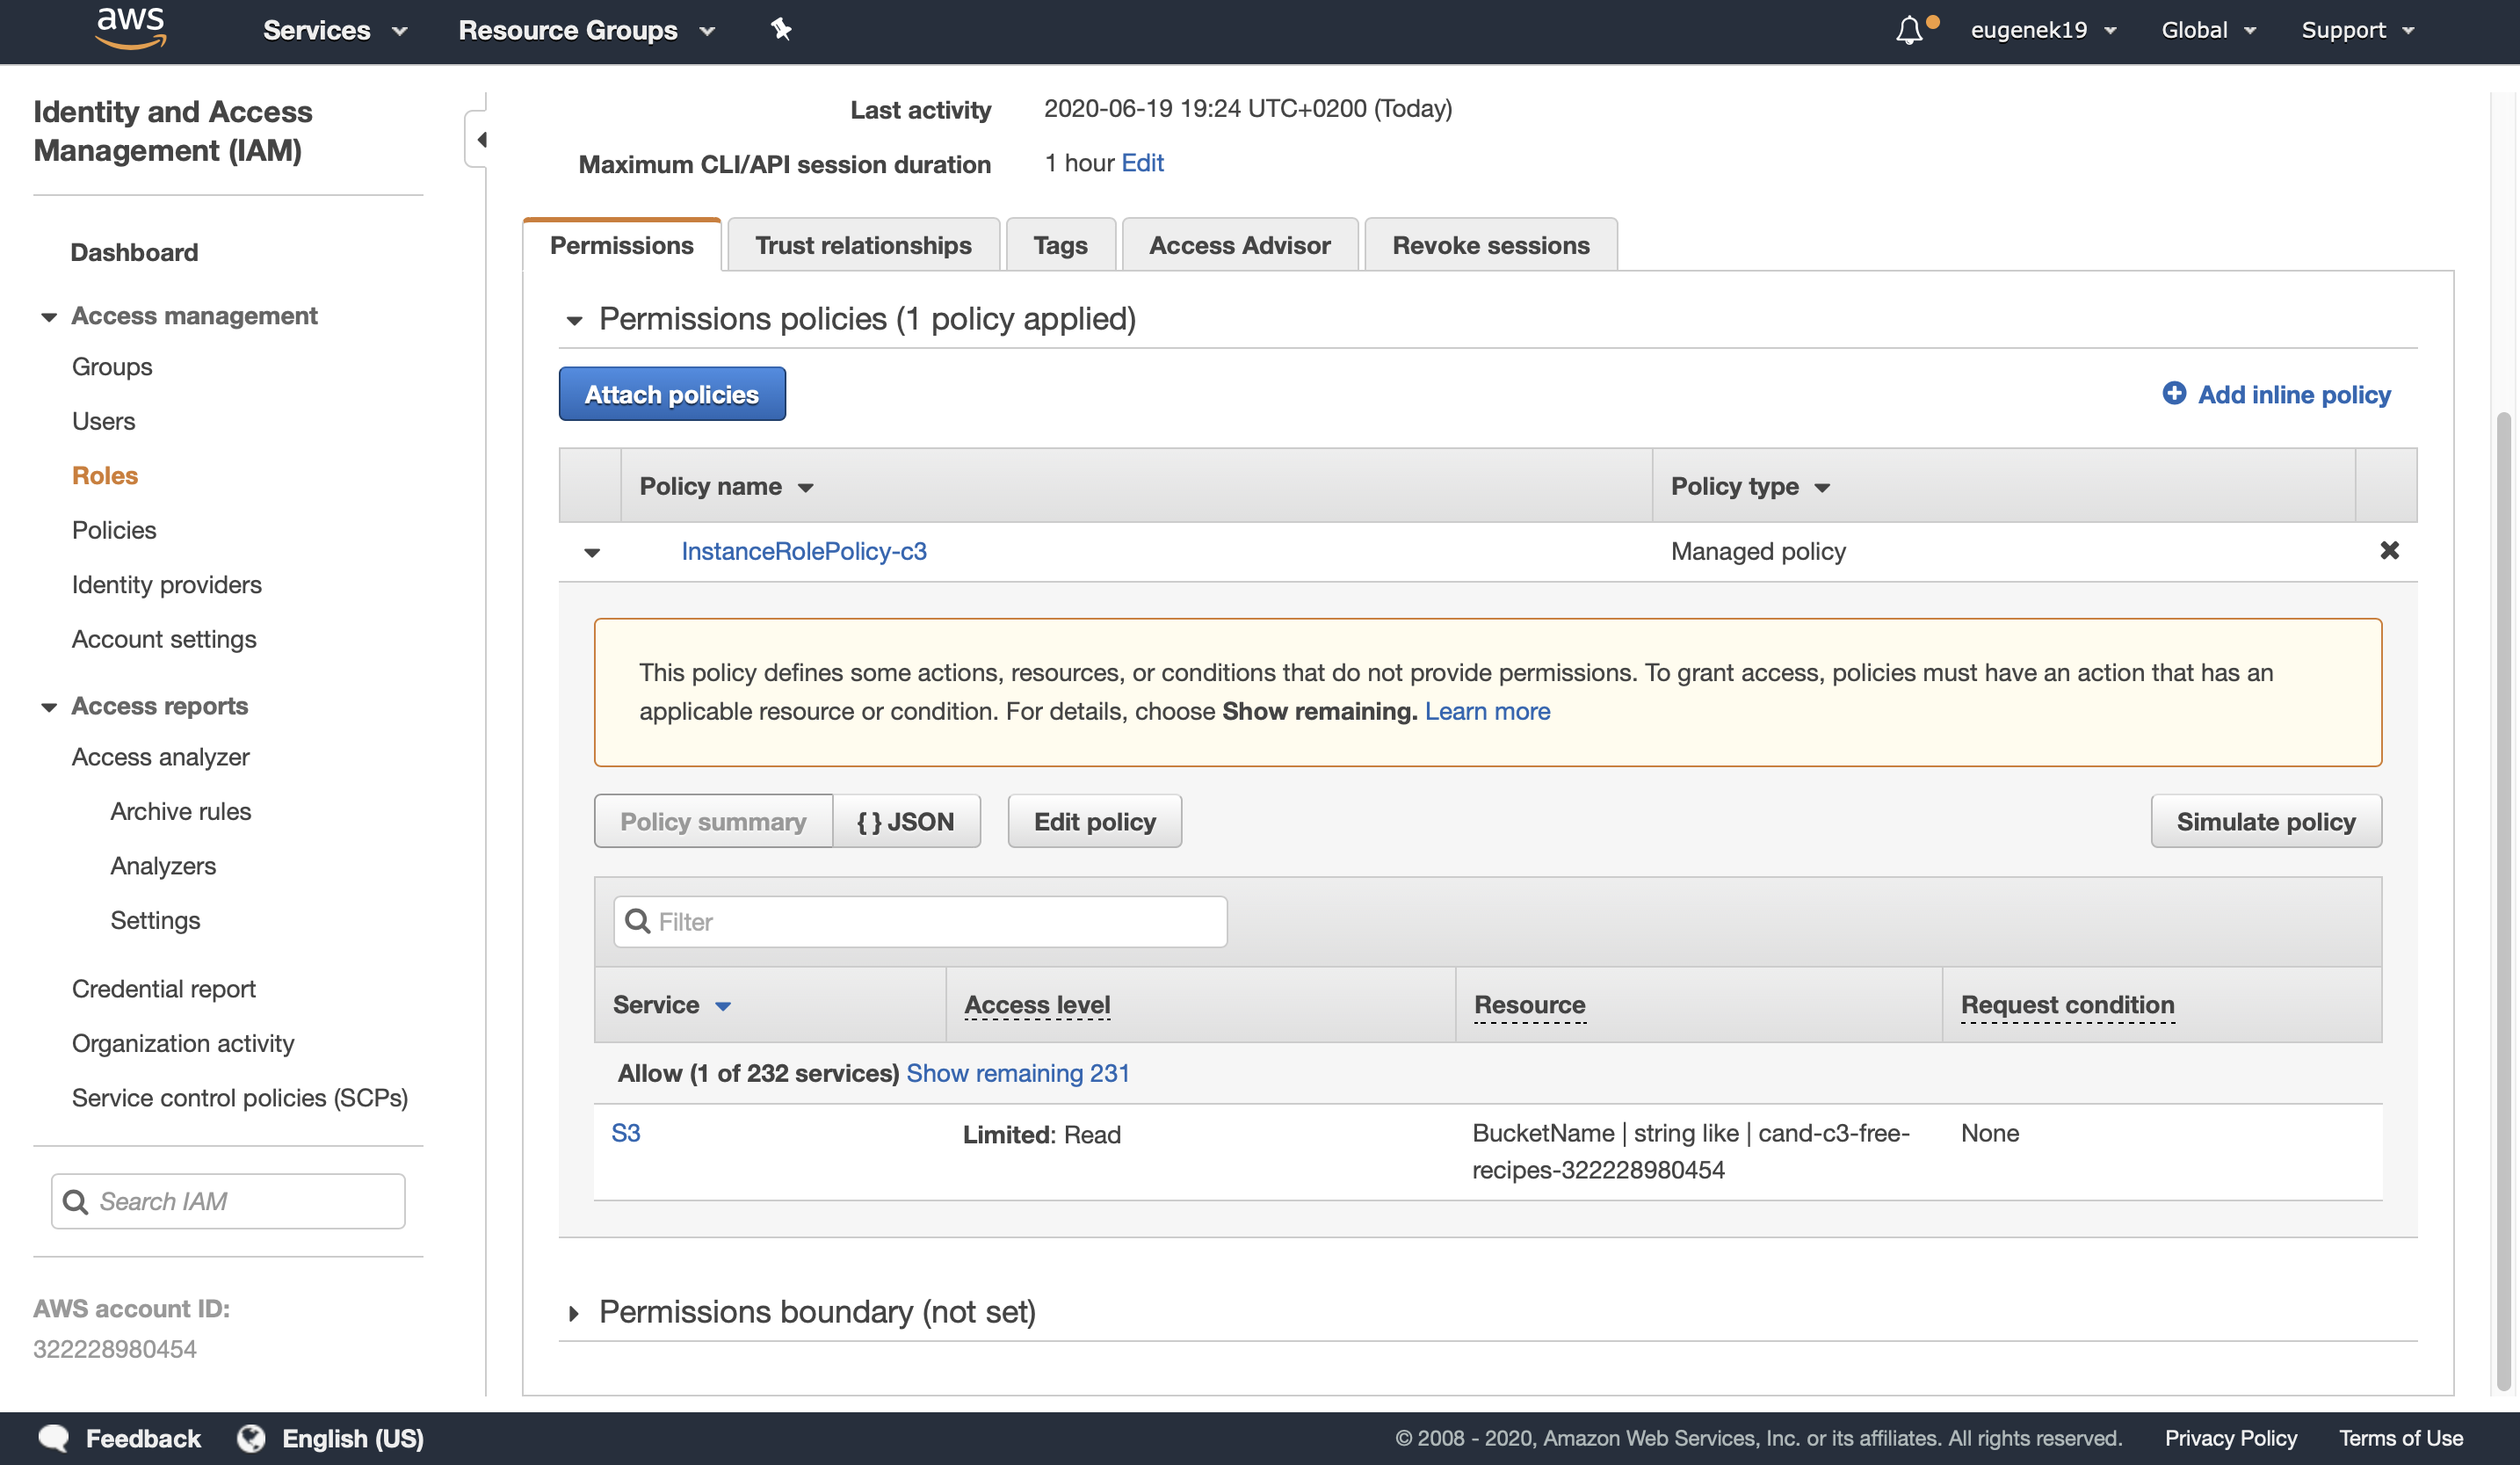 aws
Services
Resource Groups
eugenek19
Global
Support
Identity and Access
Management (IAM)
Dashboard
Access management
Groups
Users
Roles
Policies
Identity providers
Account settings
Access reports
Access analyzer
Archive rules
Analyzers
Settings
Credential report
Organization activity
Service control policies (SCPs)
Search IAM
AWS account ID:
322228980454
Last activity 2020-06-19 19:24 UTC+0200 (Today)
Maximum CLI/API session duration 1 hour Edit
Permissions
Trust relationships
Tags
Access Advisor
Revoke sessions
Permissions policies (1 policy applied)
Attach policies
Add inline policy
Policy name Policy type
InstanceRolePolicy-c3 Managed policy
This policy defines some actions, resources, or conditions that do not provide permissions. To grant access, policies must have an action that has an
applicable resource or condition. For details, choose Show remaining. Learn more
Policy summary
{ } JSON
Edit policy
Simulate policy
Filter
Service Access level Resource Request condition
Allow (1 of 232 services) Show remaining 231
S3 Limited: Read BucketName | string like | cand-c3-free- None
recipes-322228980454
Permissions boundary (not set)
Feedback
English (US)
© 2008 - 2020, Amazon Web Services, Inc. or its affiliates. All rights reserved.
Privacy Policy
Terms of Use